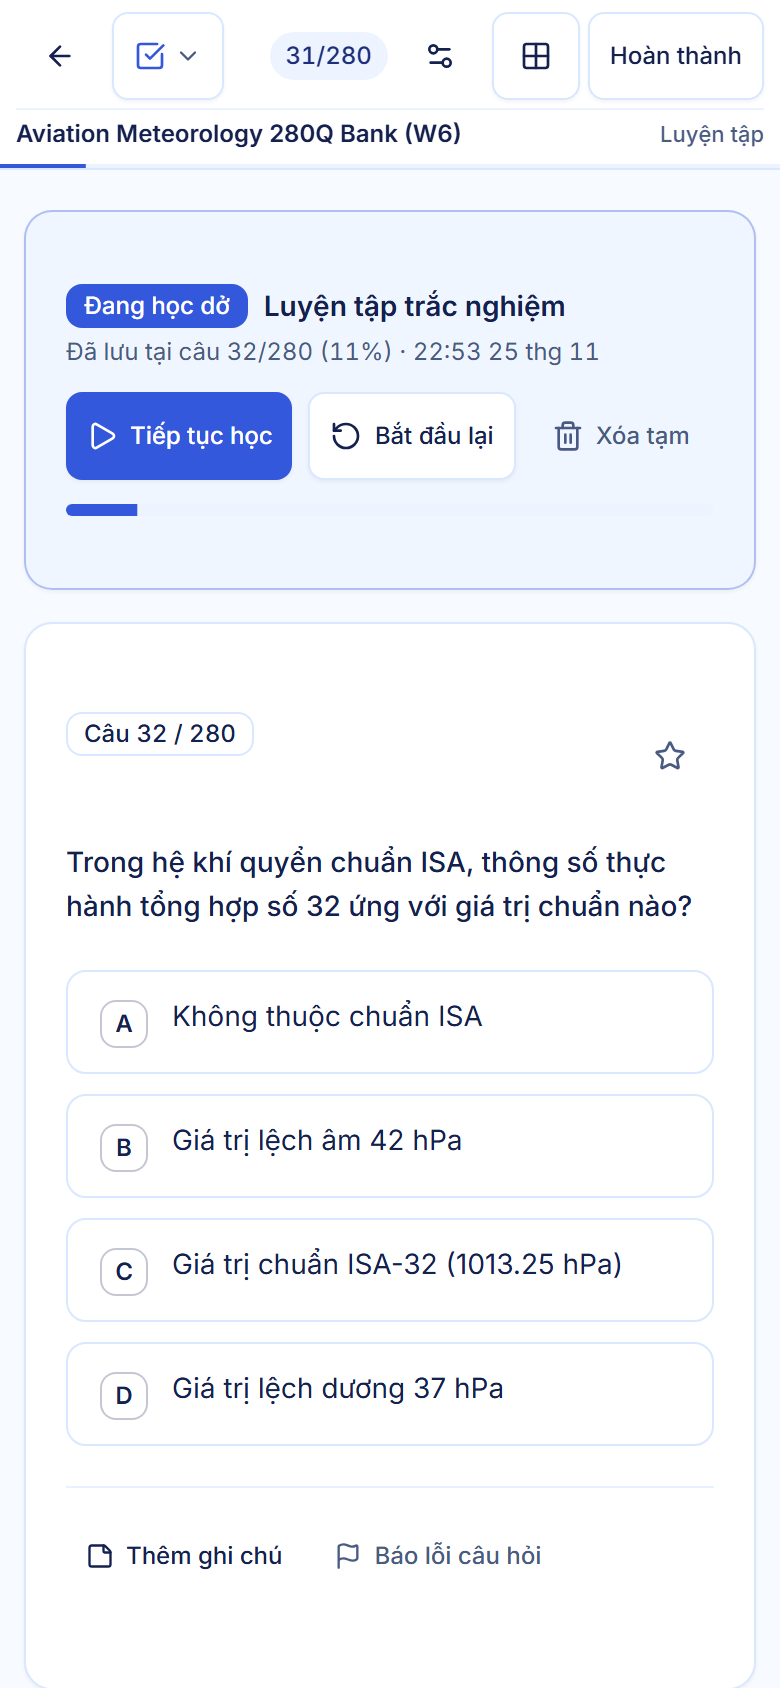 31/280
Hoàn thành
Aviation Meteorology 280Q Bank (W6)
Luyện tập
Đang học dở
Luyện tập trắc nghiệm
Đã lưu tại câu 32/280 (11%) · 22:53 25 thg 11
Tiếp tục học
Bắt đầu lại
Xóa tạm
Câu 32 / 280
Trong hệ khí quyển chuẩn ISA, thông số thực
hành tổng hợp số 32 ứng với giá trị chuẩn nào?
A Không thuộc chuẩn ISA
B Giá trị lệch âm 42 hPa
C Giá trị chuẩn ISA-32 (1013.25 hPa)
D Giá trị lệch dương 37 hPa
Thêm ghi chú
Báo lỗi câu hỏi